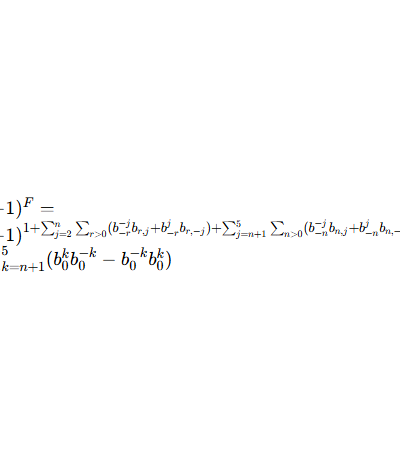 -1)^F =
-1)^{1+\sum_{j=2}^{n} \sum_{r>0} (b_{-r}^{-j} b_{r,j} + b_{-r}^{j} b_{r,-j}) + \sum_{j=n+1}^{5} \sum_{n>0} (b_{-n}^{-j} b_{n,j} + b_{-n}^{j} b_{n,-}
_{k=n+1}^{5} (b_0^k b_0^{-k} - b_0^{-k} b_0^k)